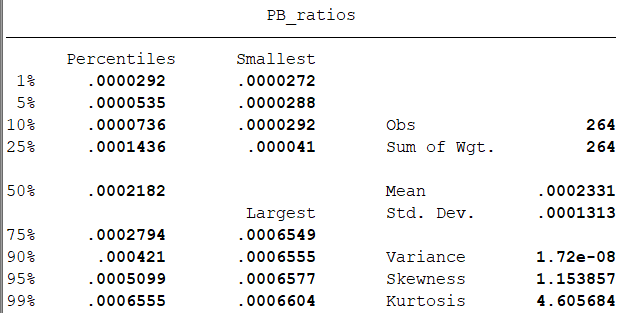 PB_ratios
Percentiles Smallest
1% .0000292 .0000272
5% .0000535 .0000288
10% .0000736 .0000292 Obs 264
25% .0001436 .000041 Sum of Wgt. 264
50% .0002182 Mean .0002331
Largest Std. Dev. .0001313
75% .0002794 .0006549
90% .000421 .0006555 Variance 1.72e-08
95% .0005099 .0006577 Skewness 1.153857
99% .0006555 .0006604 Kurtosis 4.605684